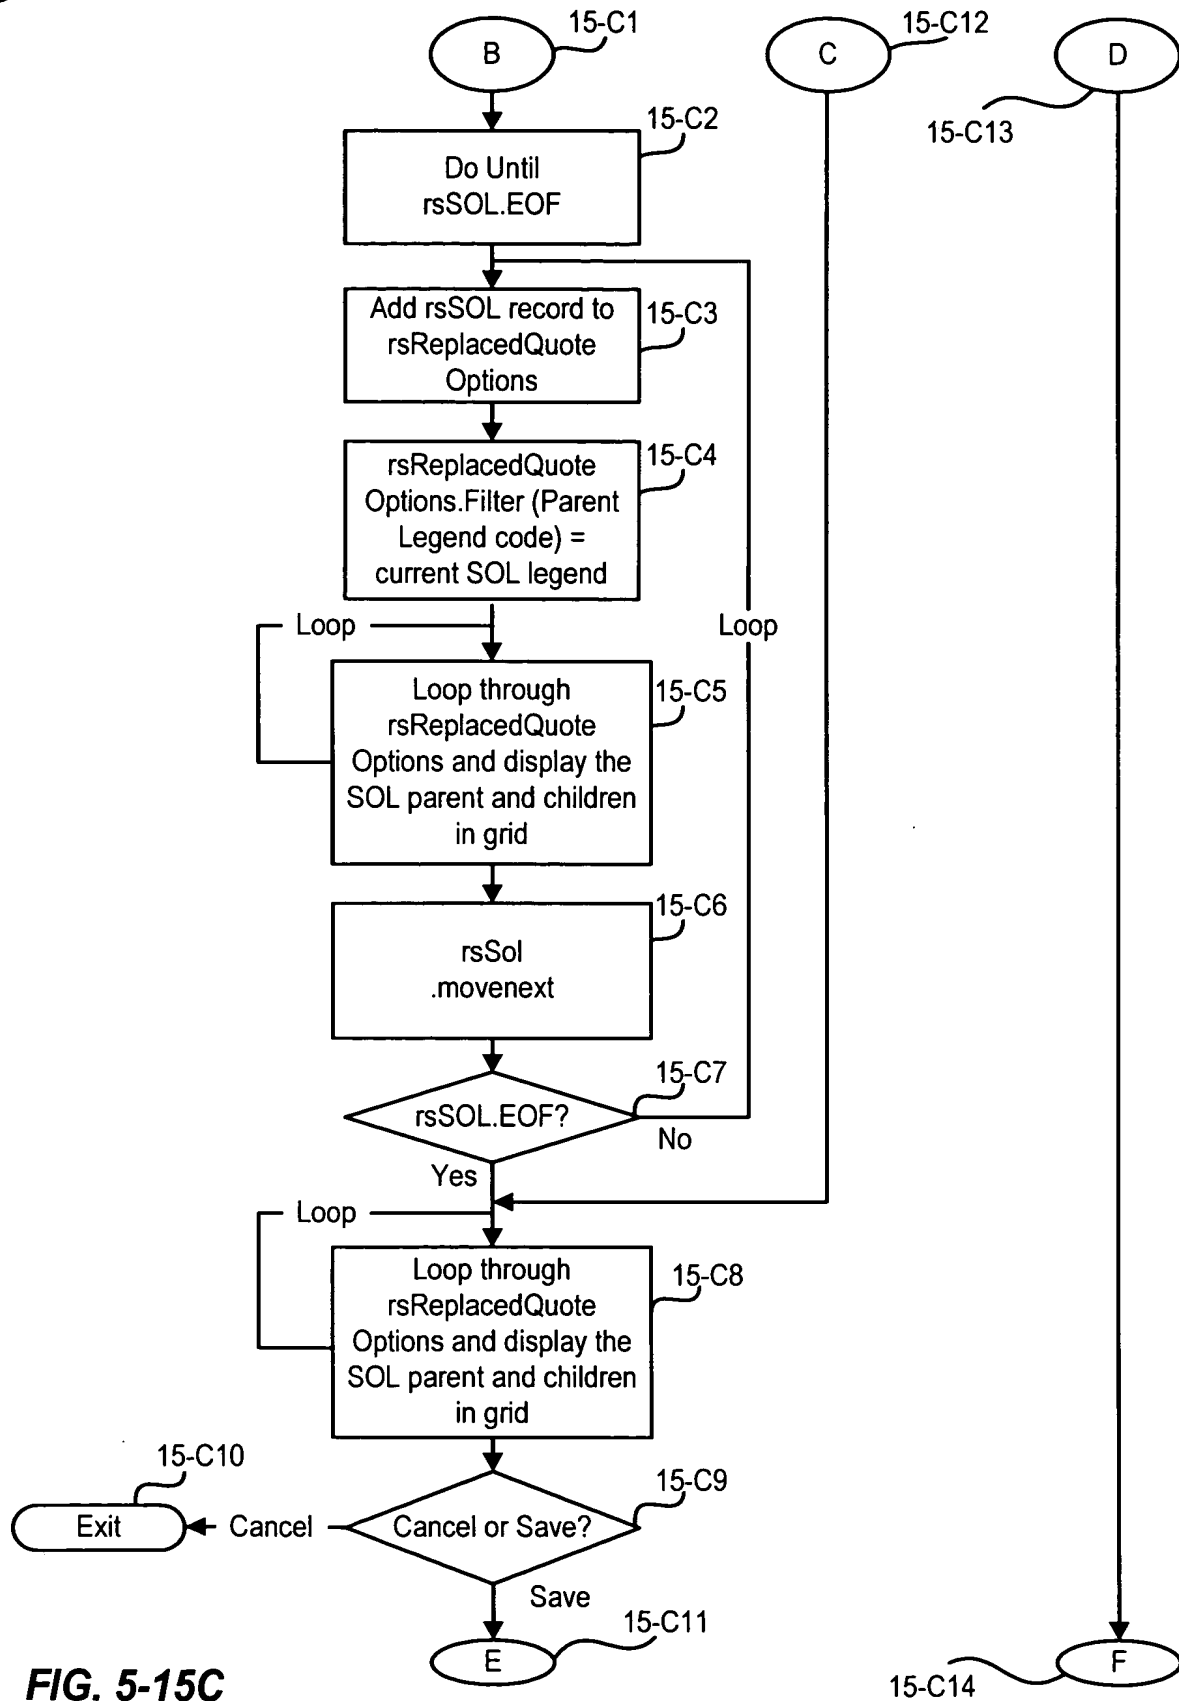 B
15-C1
C
15-C12
D
15-C13
15-C2
Do Until
rsSOL.EOF
15-C3
Add rsSOL record to
rsReplacedQuote
Options
15-C4
rsReplacedQuote
Options.Filter (Parent
Legend code) =
current SOL legend
Loop
Loop
15-C5
Loop through
rsReplacedQuote
Options and display the
SOL parent and children
in grid
15-C6
rsSol
.movenext
15-C7
rsSOL.EOF?
No
Yes
Loop
15-C8
Loop through
rsReplacedQuote
Options and display the
SOL parent and children
in grid
15-C10
15-C9
Exit
Cancel
Cancel or Save?
Save
15-C11
E
F
15-C14
FIG. 5-15C